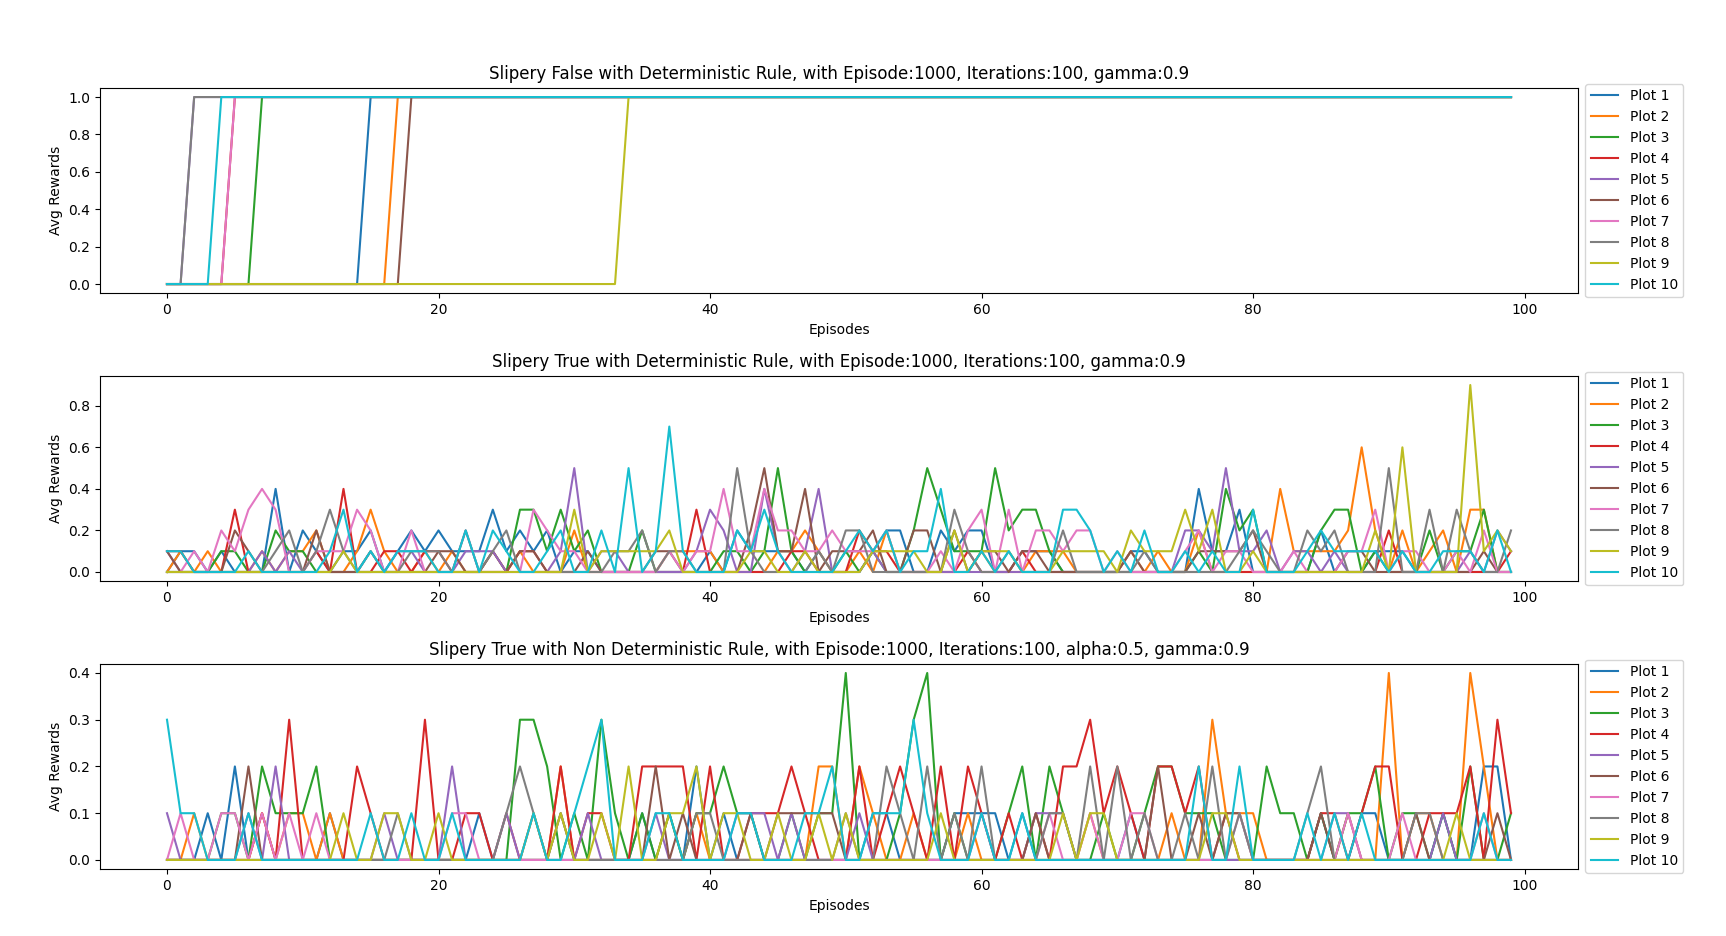 Slipery False with Deterministic Rule, with Episode:1000, Iterations:100, gamma:0.9
1.0
0.8
0.6
0.4
0.2
0.0
Avg Rewards
0 20 40 60 80 100
Episodes
Plot 1
Plot 2
Plot 3
Plot 4
Plot 5
Plot 6
Plot 7
Plot 8
Plot 9
Plot 10
Slipery True with Deterministic Rule, with Episode:1000, Iterations:100, gamma:0.9
0.8
0.6
0.4
0.2
0.0
Avg Rewards
0 20 40 60 80 100
Episodes
Plot 1
Plot 2
Plot 3
Plot 4
Plot 5
Plot 6
Plot 7
Plot 8
Plot 9
Plot 10
Slipery True with Non Deterministic Rule, with Episode:1000, Iterations:100, alpha:0.5, gamma:0.9
0.4
0.3
0.2
0.1
0.0
Avg Rewards
0 20 40 60 80 100
Episodes
Plot 1
Plot 2
Plot 3
Plot 4
Plot 5
Plot 6
Plot 7
Plot 8
Plot 9
Plot 10